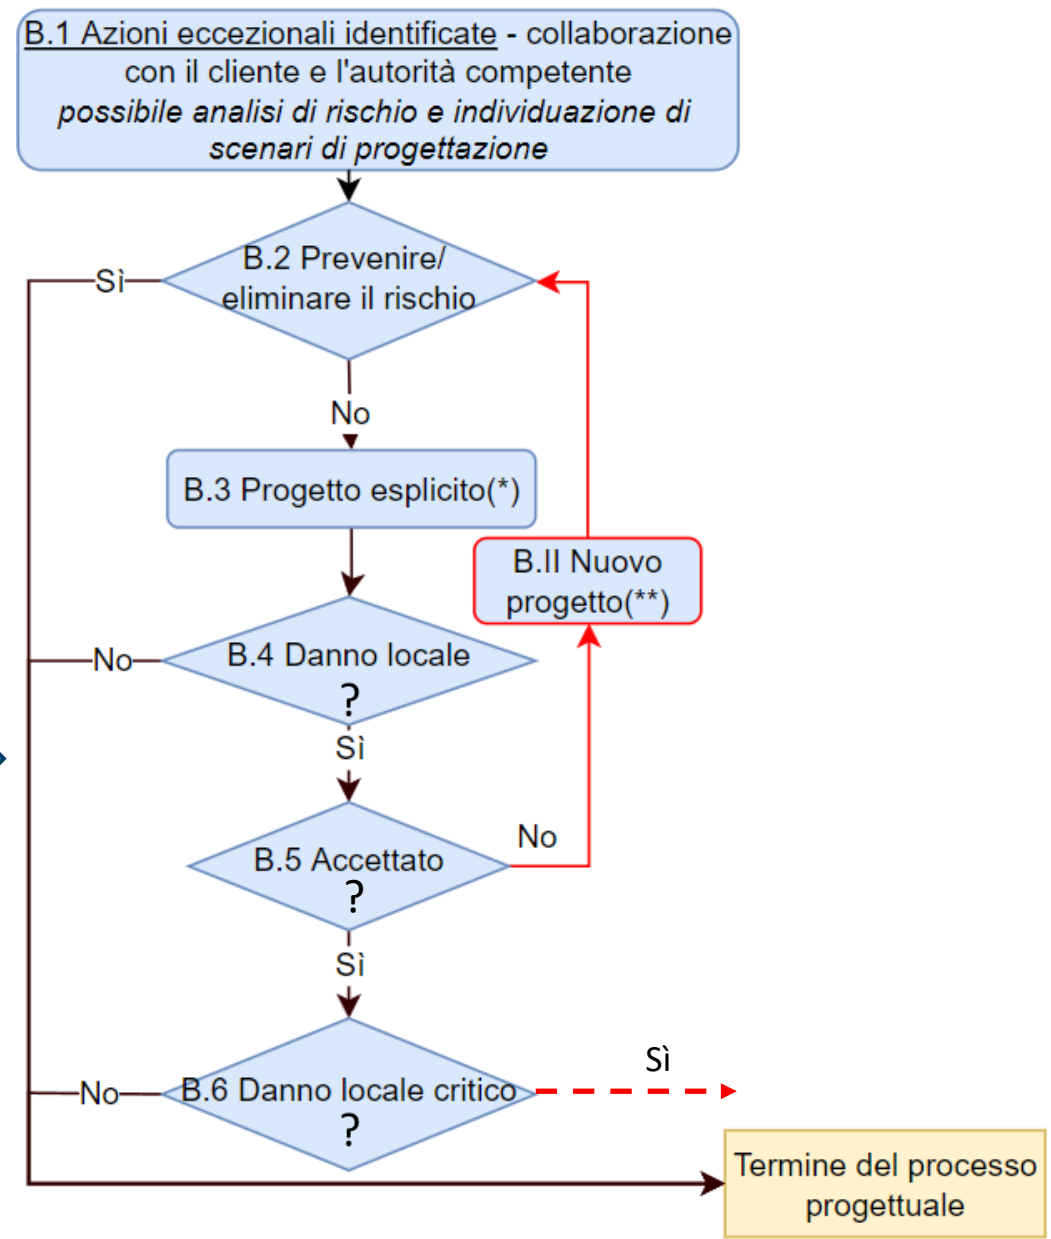 B.1 Azioni eccezionali identificate - collaborazione
con il cliente e l'autorità competente
possibile analisi di rischio e individuazione di
scenari di progettazione
B.2 Prevenire/
eliminare il rischio
Sì
No
B.3 Progetto esplicito(*)
B.II Nuovo
progetto(**)
B.4 Danno locale
?
No
Sì
B.5 Accettato
?
No
Sì
B.6 Danno locale critico
?
No
Sì
Termine del processo
progettuale